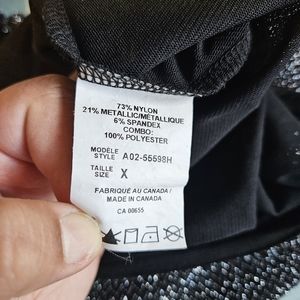 73% NYLON
21% METALLIC/MÉTALLIQUE
6% SPANDEX
COMBO:
100% POLYESTER
MODÈLE
STYLE A02-55598H
TAILLE
SIZE X
FABRIQUÉ AU CANADA/
MADE IN CANADA
CA 00655